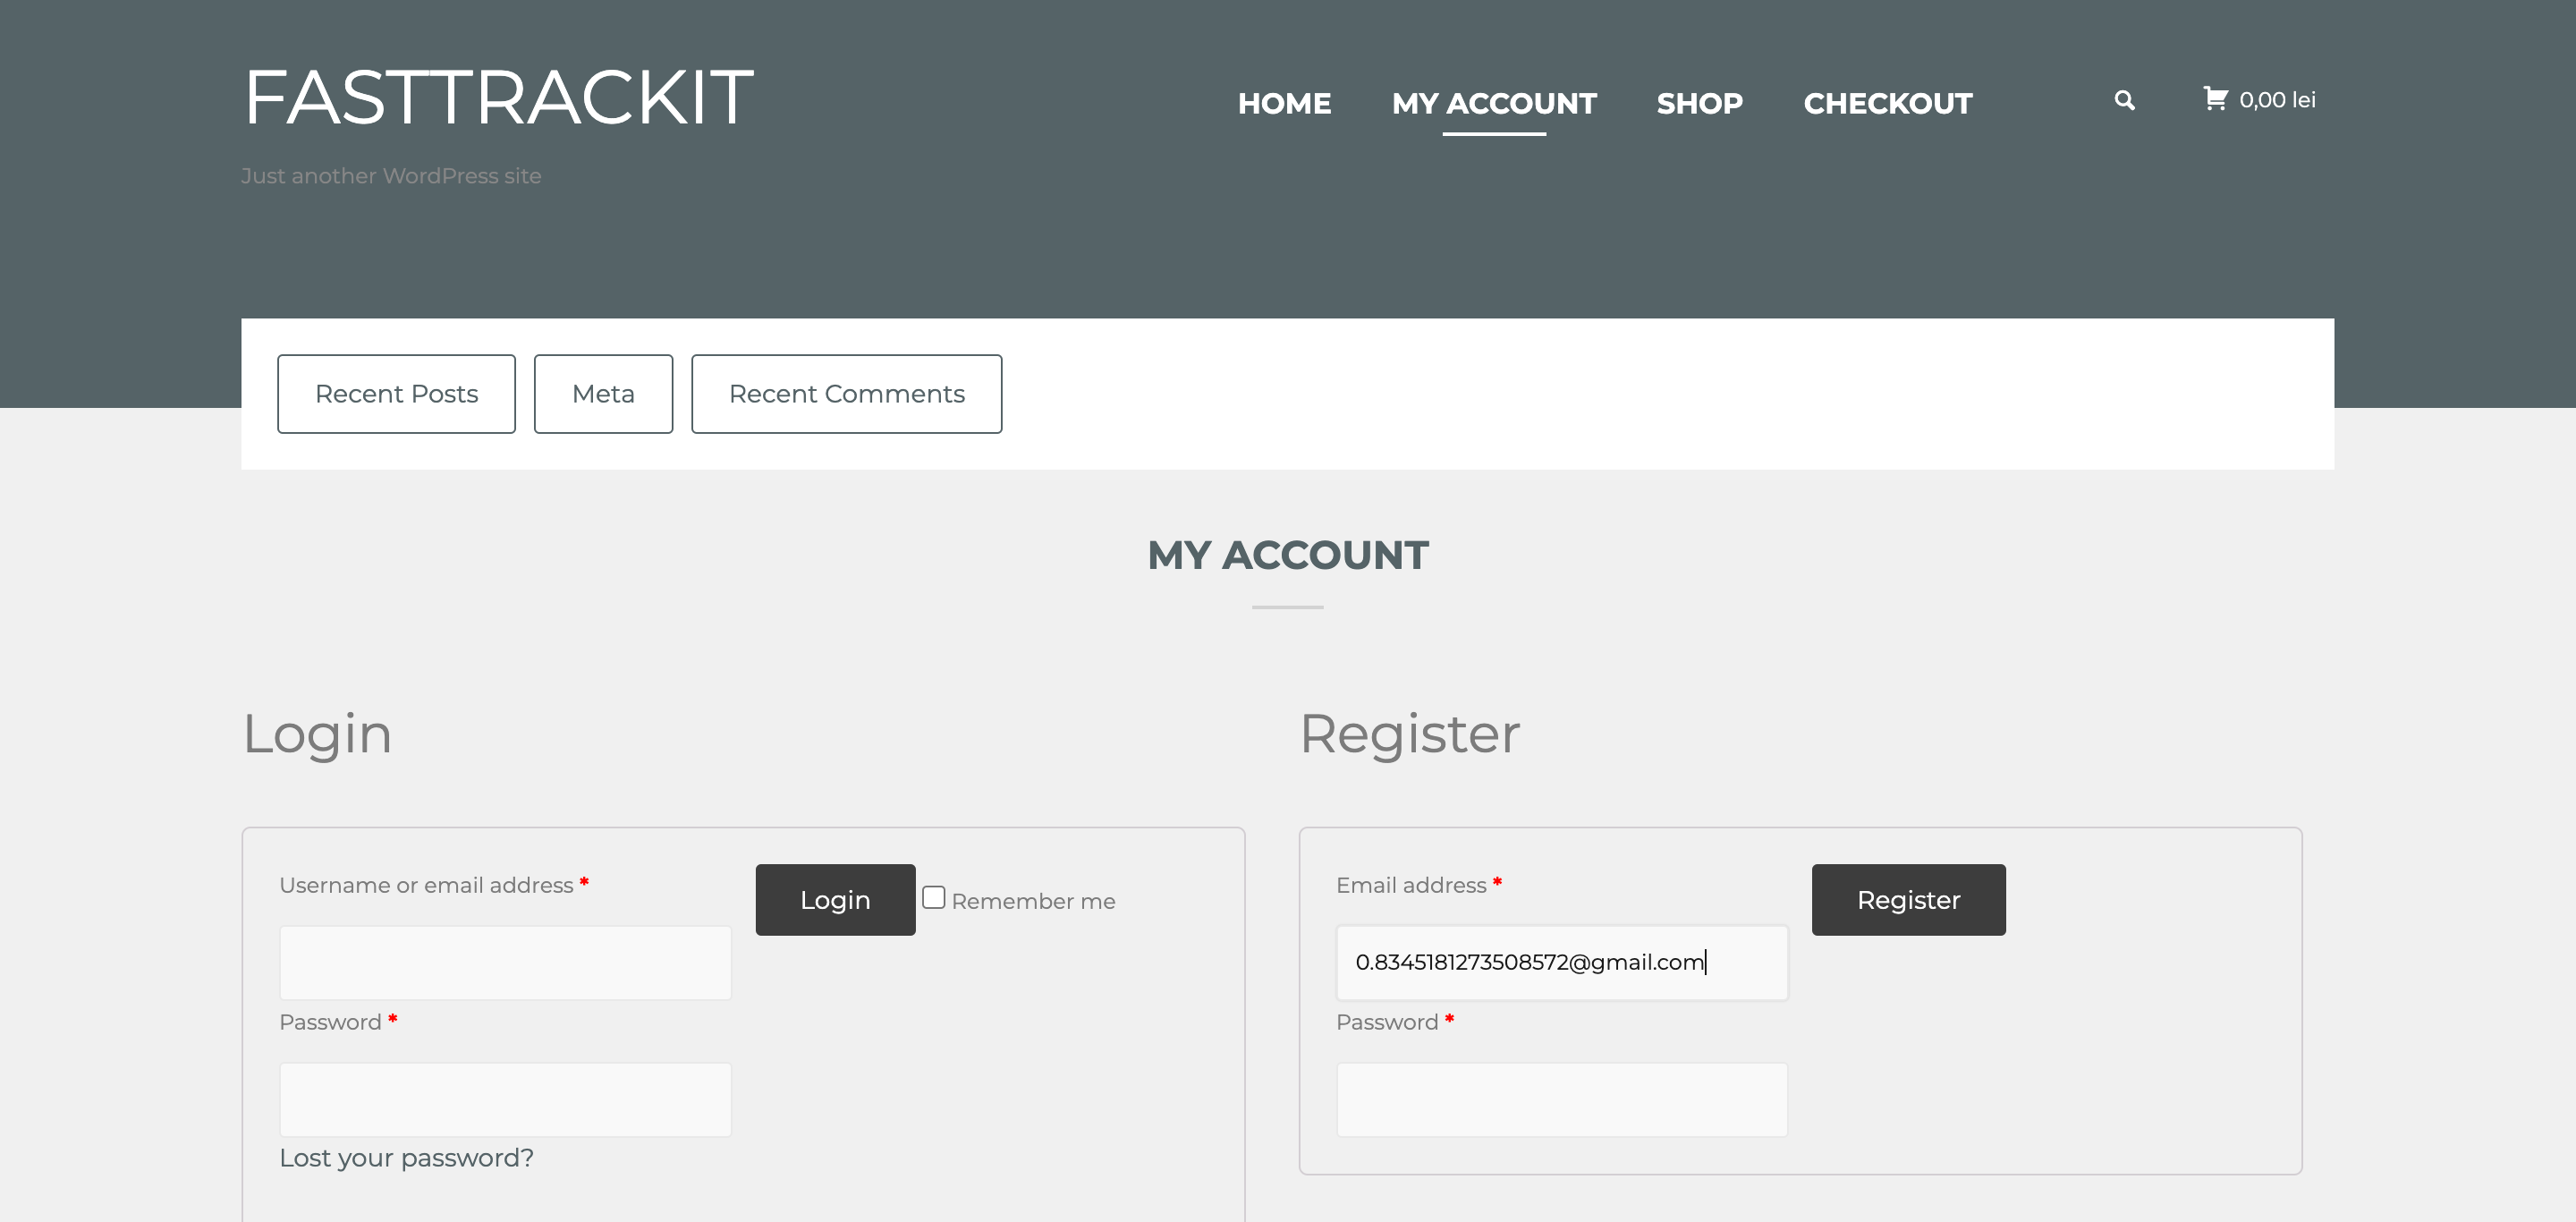 FASTTRACKIT
HOME MY ACCOUNT SHOP CHECKOUT 0,00 lei
Just another WordPress site
Recent Posts Meta Recent Comments
MY ACCOUNT
Login
Username or email address *
Login Remember me
Password *
Lost your password?
Register
Email address *
Register
0.8345181273508572@gmail.com
Password *